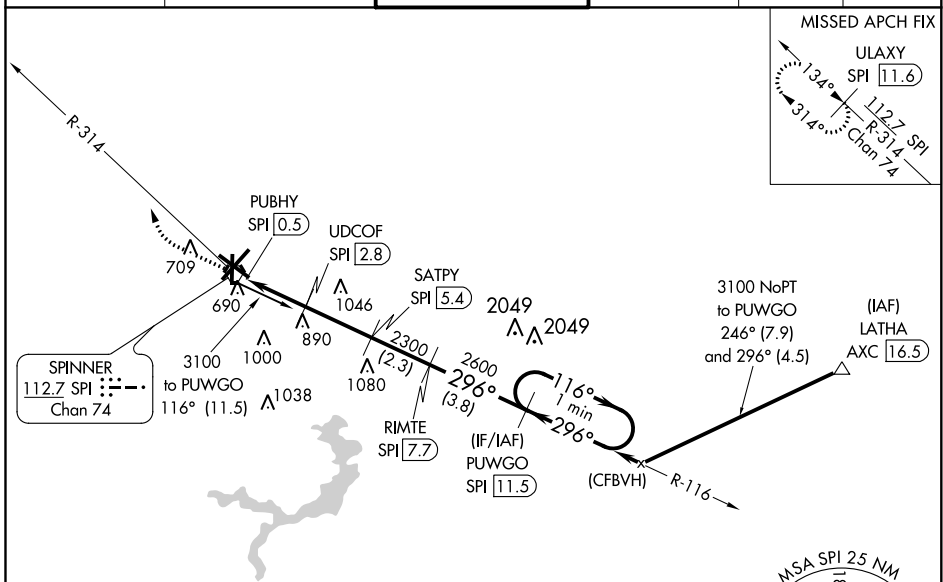 MISSED APCH FIX
ULAXY
SPI 11.6
134°
314°
112.7 SPI
R-314
Chan 74
R-314
PUBHY
SPI 0.5
UDCOF
SPI 2.8
709
690
1046
SATPY
SPI 5.4
2049
2049
3100 NoPT
to PUWGO
246° (7.9)
and 296° (4.5)
(IAF)
LATHA
AXC 16.5
890
1000
SPINNER
112.7 SPI
Chan 74
3100
to PUWGO
116° (11.5)
1038
1080
2300
(2.3)
2600
296°
(3.8)
116°
1 min
296°
RIMTE
SPI 7.7
(IF/IAF)
PUWGO
SPI 11.5
(CFBVH)
R-116
MSA SPI 25 NM